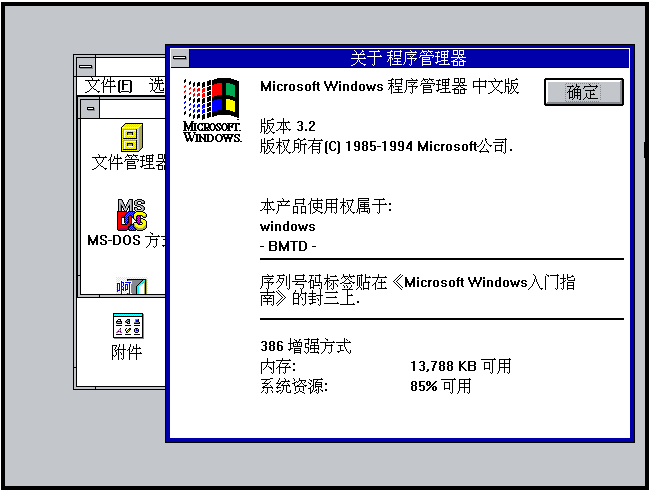 关于 程序管理器
文件(F) 选
Microsoft Windows 程序管理器 中文版
确定
MICROSOFT.
WINDOWS.
版本 3.2
版权所有(C) 1985-1994 Microsoft公司.
文件管理器
本产品使用权属于:
windows
- BMTD -
MS
DOS
MS-DOS 方式
序列号码标签贴在《Microsoft Windows入门指
南》的封三上.
啊
386 增强方式
内存: 13,788 KB 可用
系统资源: 85% 可用
附件